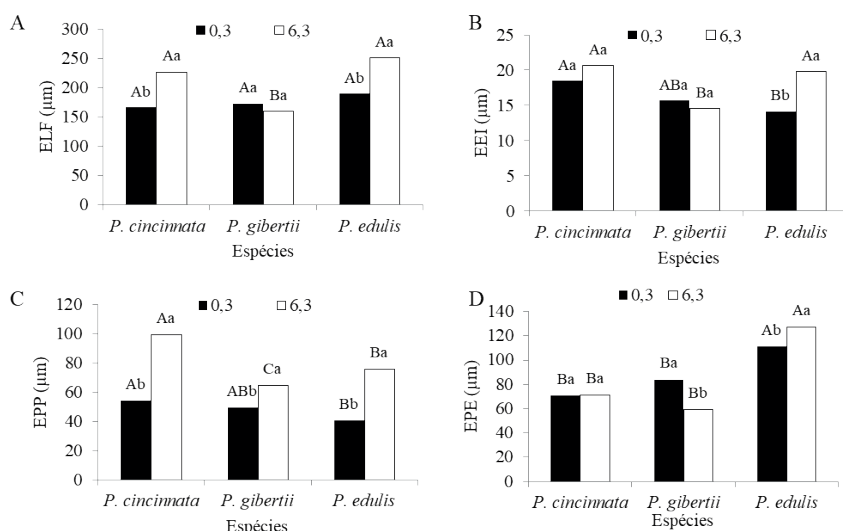 A
0,3 6,3
300
250
200
150
100
50
0
ELF (µm)
Ab Aa Aa Ba Ab Aa
P. cincinnata P. gibertii P. edulis
Espécies
B
0,3 6,3
25
20
15
10
5
0
EEI (µm)
Aa Aa ABa Ba Bb Aa
P. cincinnata P. gibertii P. edulis
Espécies
C
0,3 6,3
120
100
80
60
40
20
0
EPP (µm)
Ab Aa ABb Ca Bb Ba
P. cincinnata P. gibertii P. edulis
Espécies
D
0,3 6,3
140
120
100
80
60
40
20
0
EPE (µm)
Ba Ba Ba Bb Ab Aa
P. cincinnata P. gibertii P. edulis
Espécies